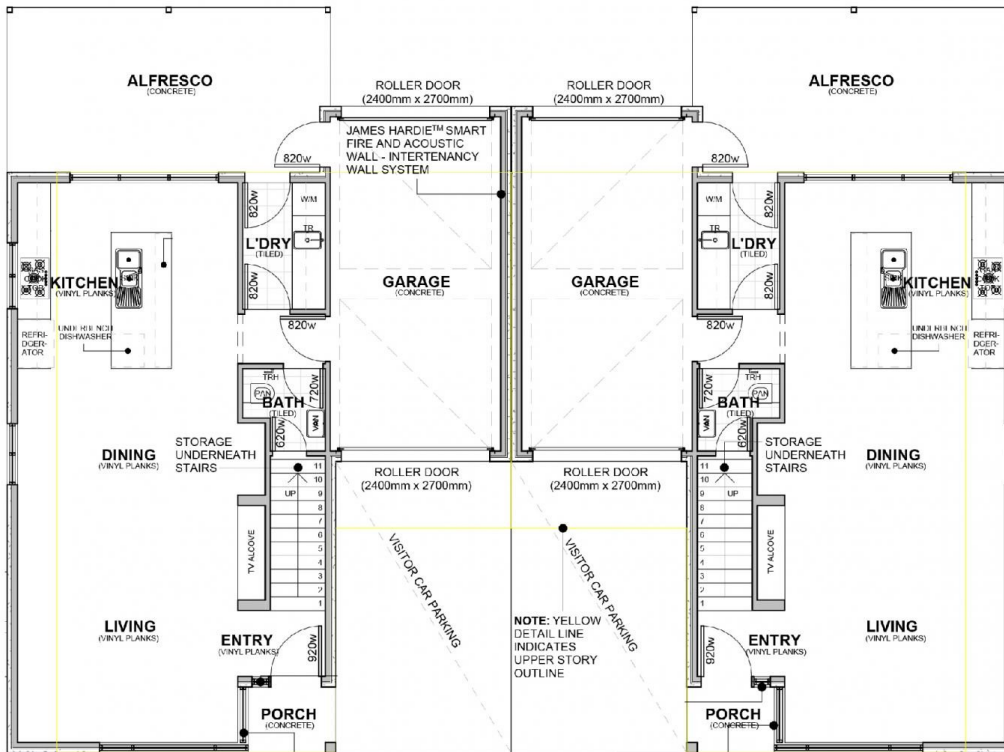 ALFRESCO
(CONCRETE)
ROLLER DOOR
(2400mm x 2700mm)
ROLLER DOOR
(2400mm x 2700mm)
ALFRESCO
(CONCRETE)
JAMES HARDIE™ SMART
FIRE AND ACOUSTIC
WALL - INTERTENANCY
WALL SYSTEM
820w
820w
820w
W/M
W/M
820w
TR
TR
L'DRY
(TILED)
L'DRY
(TILED)
820w
820w
KITCHEN
(VINYL PLANKS)
GARAGE
(CONCRETE)
GARAGE
(CONCRETE)
KITCHEN
(VINYL PLANKS)
REFRI-
DGER-
ATOR
UNDERBENCH
DISHWASHER
820w
820w
UNDERBENCH
DISHWASHER
REFRI-
DGER-
ATOR
TRH
PAN
720w
BATH
(TILED)
VAN
620w
TRH
PAN
720w
BATH
(TILED)
VAN
620w
DINING
(VINYL PLANKS)
STORAGE
UNDERNEATH
STAIRS
STORAGE
UNDERNEATH
STAIRS
DINING
(VINYL PLANKS)
ROLLER DOOR
(2400mm x 2700mm)
ROLLER DOOR
(2400mm x 2700mm)
UP
11
10
9
8
7
6
5
4
3
2
1
UP
11
10
9
8
7
6
5
4
3
2
1
TV ALCOVE
TV ALCOVE
VISITOR CAR PARKING
VISITOR CAR PARKING
NOTE: YELLOW
DETAIL LINE
INDICATES
UPPER STORY
OUTLINE
LIVING
(VINYL PLANKS)
ENTRY
(VINYL PLANKS)
920w
920w
ENTRY
(VINYL PLANKS)
LIVING
(VINYL PLANKS)
PORCH
(CONCRETE)
PORCH
(CONCRETE)